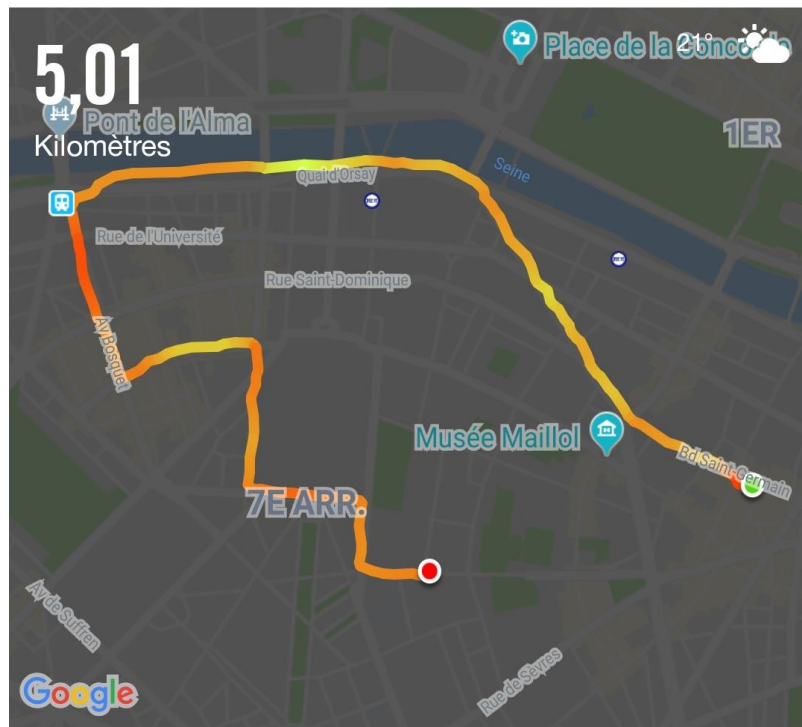 5,01
Kilomètres
Place de la Concorde
21°
Pont de l'Alma
1ER
Quai d'Orsay
Seine
Rue de l'Université
Rue Saint-Dominique
Av Bosquet
Musée Maillol
Bd Saint-Germain
7E ARR.
Av de Suffren
Rue de Sèvres
Google